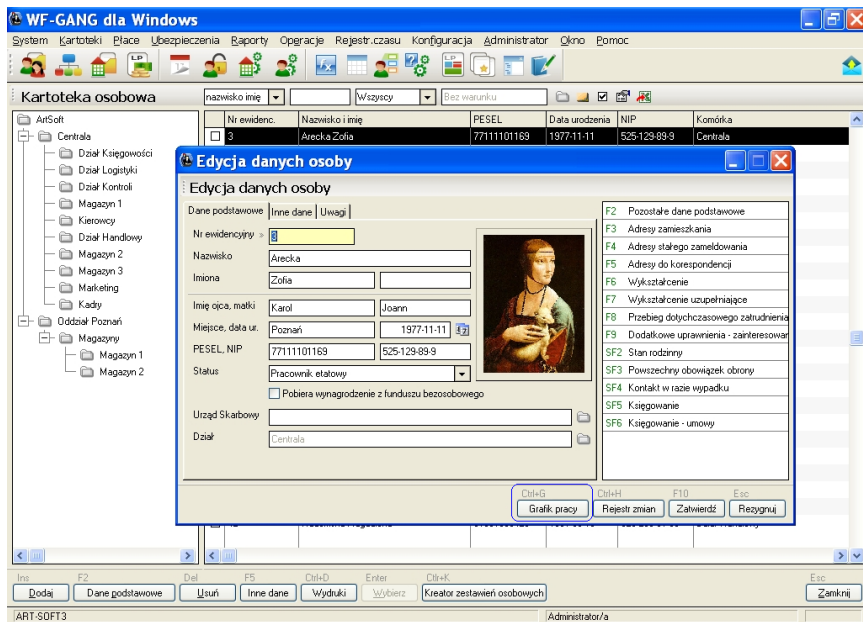 WF-GANG dla Windows
System Kartoteki Płace Ubezpieczenia Raporty Operacje Rejestr.czasu Konfiguracja Administrator Okno Pomoc
Kartoteka osobowa nazwisko imię Wszyscy Bez warunku
ArtSoft
Centrala
Dział Księgowości
Dział Logistyki
Dział Kontroli
Magazyn 1
Kierowcy
Dział Handlowy
Magazyn 2
Magazyn 3
Marketing
Kadry
Oddział Poznań
Magazyny
Magazyn 1
Magazyn 2
Nr ewidenc. Nazwisko i imię PESEL Data urodzenia NIP Komórka
3 Arecka Zofia 77111101169 1977-11-11 525-129-89-9 Centrala
Edycja danych osoby
Edycja danych osoby
Dane podstawowe Inne dane Uwagi
Nr ewidencyjny » 3
Nazwisko Arecka
Imiona Zofia
Imię ojca, matki Karol Joann
Miejsce, data ur. Poznań 1977-11-11
PESEL, NIP 77111101169 525-129-89-9
Status Pracownik etatowy
Pobiera wynagrodzenie z funduszu bezosobowego
Urząd Skarbowy
Dział Centrala
F2 Pozostałe dane podstawowe
F3 Adresy zamieszkania
F4 Adresy stałego zameldowania
F5 Adresy do korespondencji
F6 Wykształcenie
F7 Wykształcenie uzupełniające
F8 Przebieg dotychczasowego zatrudnienia
F9 Dodatkowe uprawnienia - zainteresowar
SF2 Stan rodzinny
SF3 Powszechny obowiązek obrony
SF4 Kontakt w razie wypadku
SF5 Księgowanie
SF6 Księgowanie - umowy
Ctrl+G Ctrl+H F10 Esc
Grafik pracy Rejestr zmian Zatwierdź Rezygnuj
Ins F2 Del F5 Ctrl+D Enter Ctlr+K Esc
Dodaj Dane podstawowe Usuń Inne dane Wydruki Wybierz Kreator zestawień osobowych Zamknij
ART-SOFT3 Administrator/a